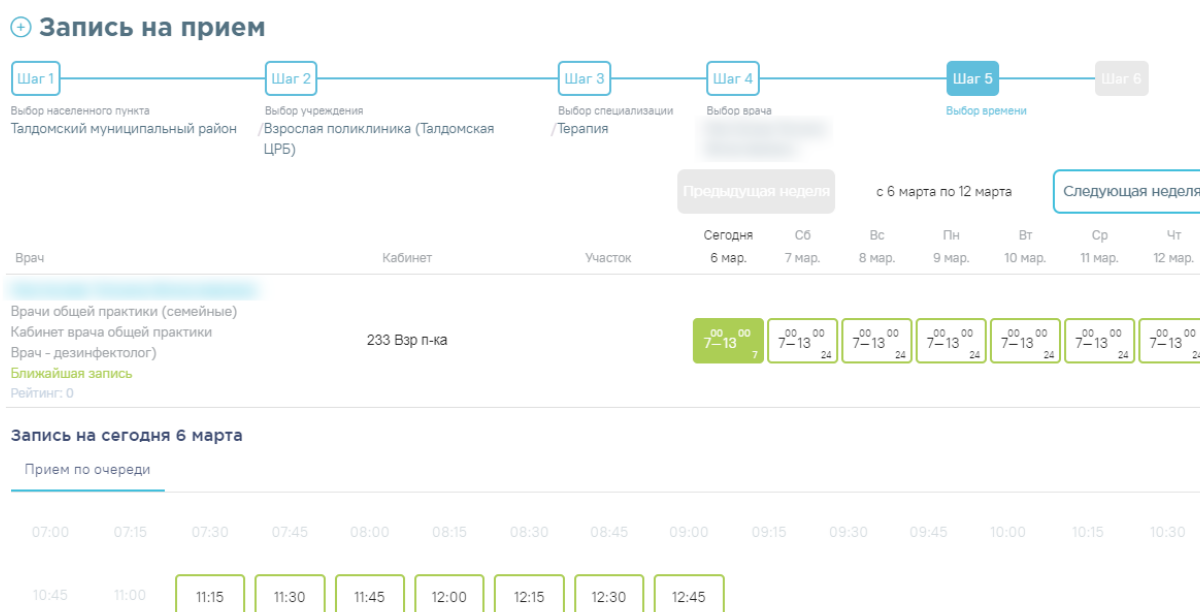 Запись на прием
Шаг 1 Шаг 2 Шаг 3 Шаг 4 Шаг 5 Шаг 6
Выбор населенного пункта Выбор учреждения Выбор специализации Выбор врача Выбор времени
Талдомский муниципальный район /Взрослая поликлиника (Талдомская /Терапия
ЦРБ)
Предыдущая неделя с 6 марта по 12 марта Следующая неделя
Сегодня Сб Вс Пн Вт Ср Чт
Врач Кабинет Участок 6 мар. 7 мар. 8 мар. 9 мар. 10 мар. 11 мар. 12 мар.
Врачи общей практики (семейные)
Кабинет врача общей практики
233 Взр п-ка 7⁰⁰–13⁰⁰ 7⁰⁰–13⁰⁰ 7⁰⁰–13⁰⁰ 7⁰⁰–13⁰⁰ 7⁰⁰–13⁰⁰ 7⁰⁰–13⁰⁰ 7⁰⁰–13⁰⁰
Врач - дезинфектолог) 7 24 24 24 24 24 24
Ближайшая запись
Рейтинг: 0
Запись на сегодня 6 марта
Прием по очереди
07:00 07:15 07:30 07:45 08:00 08:15 08:30 08:45 09:00 09:15 09:30 09:45 10:00 10:15 10:30
10:45 11:00 11:15 11:30 11:45 12:00 12:15 12:30 12:45